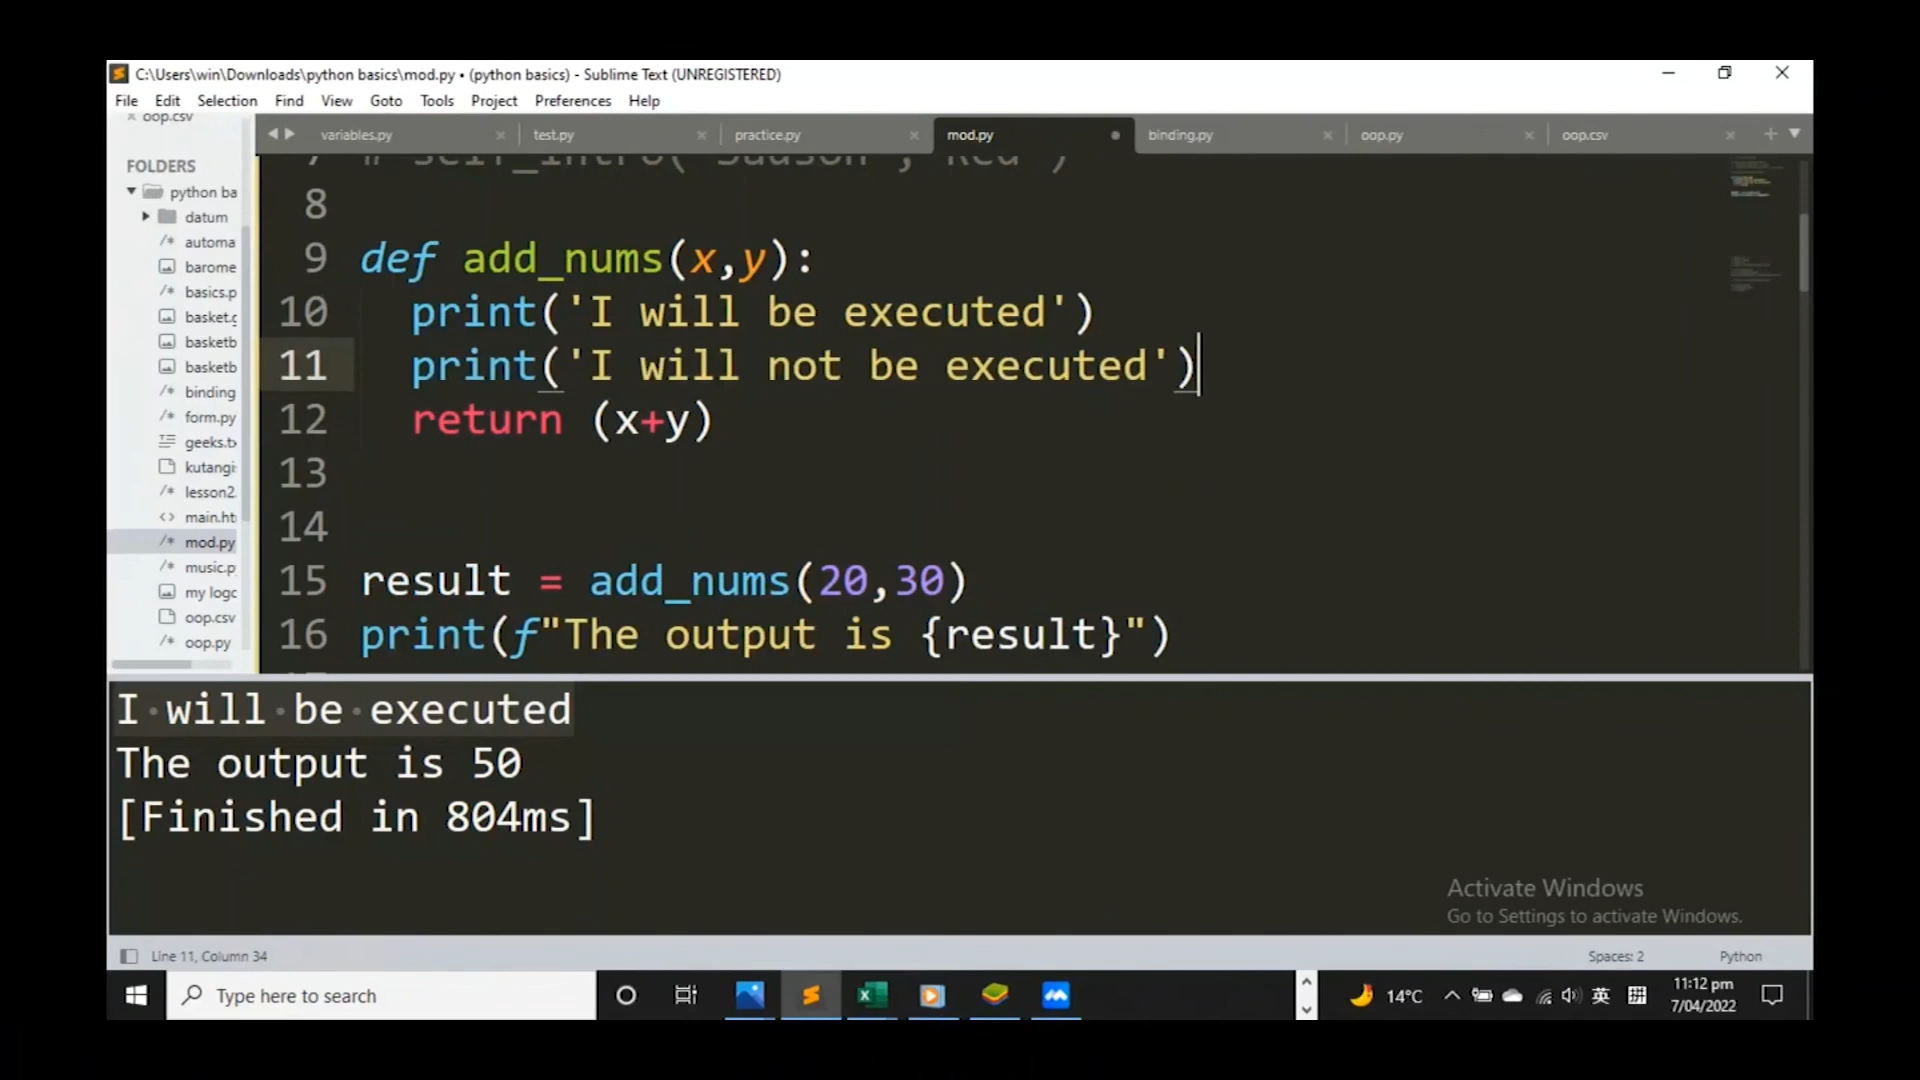 C:\Users\win\Downloads\python basics\mod.py • (python basics) - Sublime Text (UNREGISTERED)
File Edit Selection Find View Goto Tools Project Preferences Help
oop.csv
variables.py test.py practice.py mod.py binding.py oop.py oop.csv
FOLDERS
python ba
datum
automa
barome
basics.p
basket.g
basketb
basketb
binding
form.py
geeks.tx
kutangi
lesson2.
main.ht
mod.py
music.p
my logo
oop.csv
oop.py
8
9 def add_nums(x,y):
10 print('I will be executed')
11 print('I will not be executed')
12 return (x+y)
13
14
15 result = add_nums(20,30)
16 print(f"The output is {result}")
I will be executed
The output is 50
[Finished in 804ms]
Activate Windows
Go to Settings to activate Windows.
Line 11, Column 34 Spaces: 2 Python
Type here to search
14°C 英 拼 11:12 pm
7/04/2022